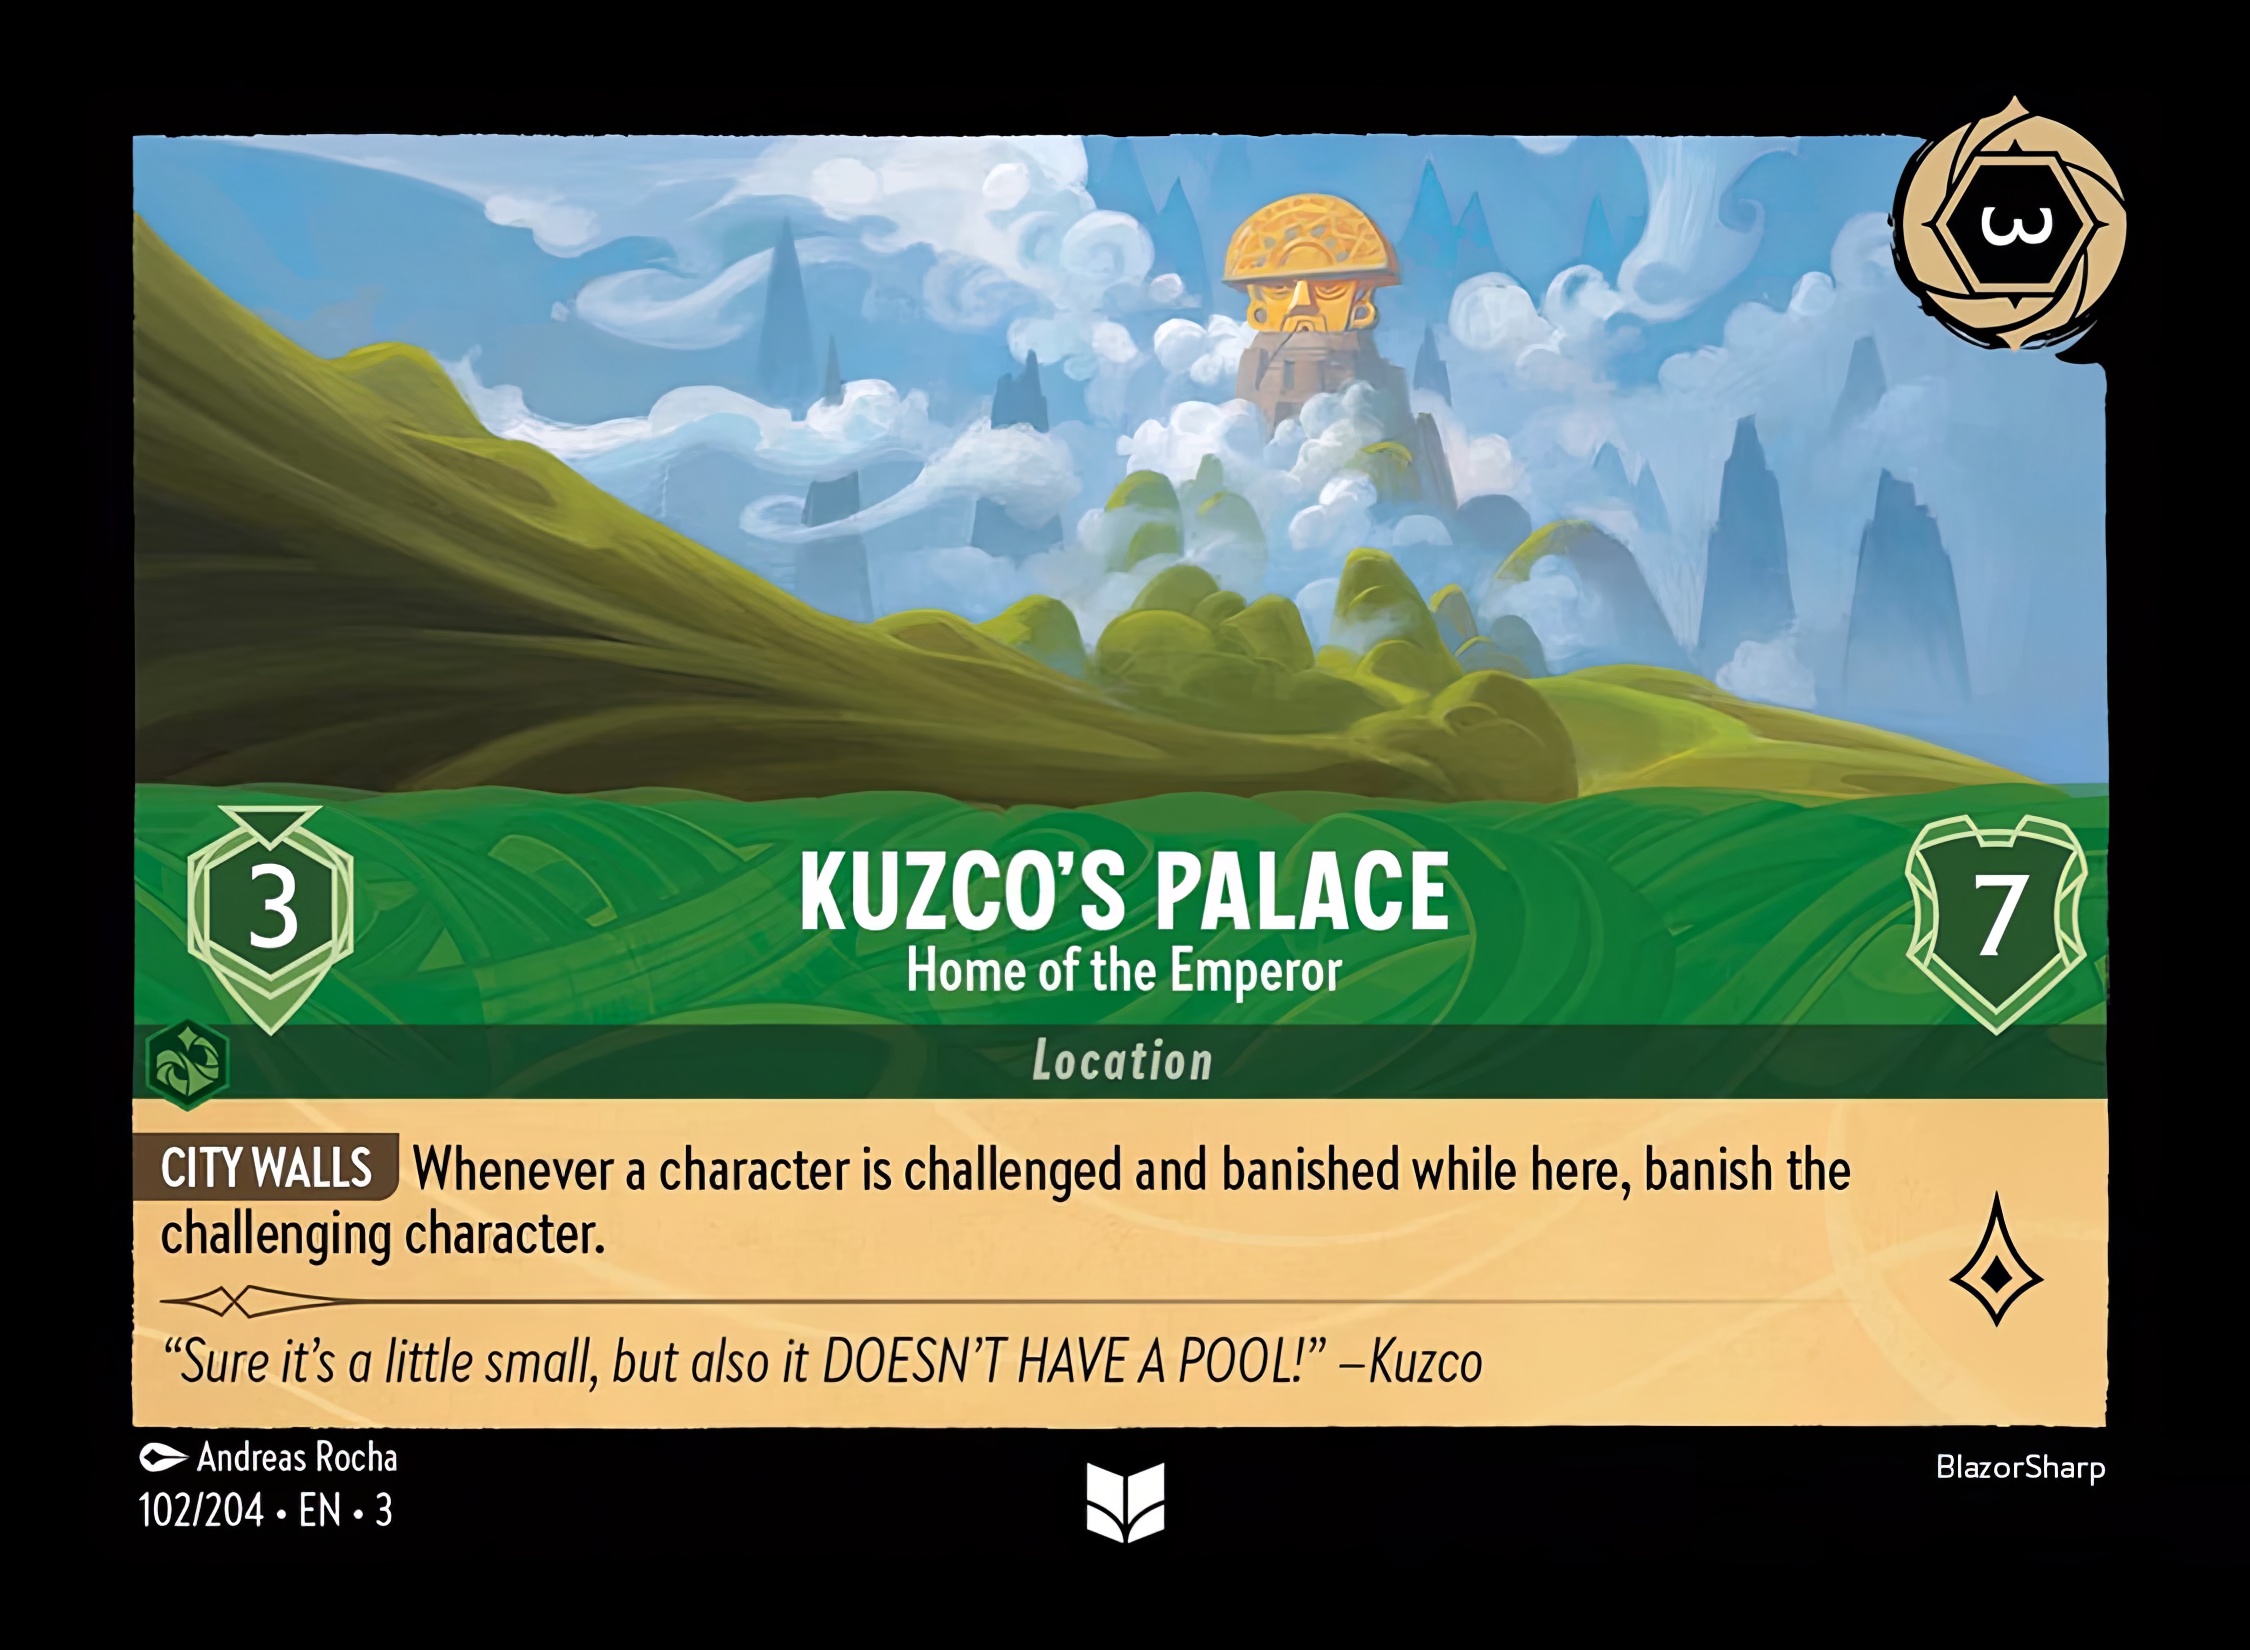 3
3
7
KUZCO’S PALACE
Home of the Emperor
Location
CITY WALLS Whenever a character is challenged and banished while here, banish the
challenging character.
“Sure it’s a little small, but also it DOESN’T HAVE A POOL!” –Kuzco
Andreas Rocha
BlazorSharp
102/204 • EN • 3